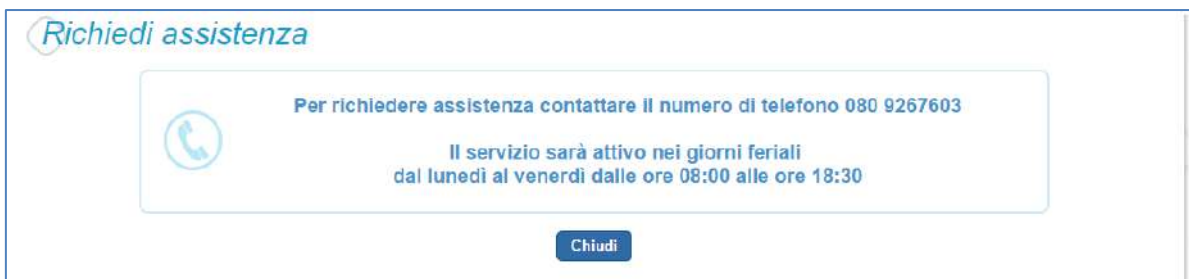 Richiedi assistenza
Per richiedere assistenza contattare il numero di telefono 080 9267603
Il servizio sarà attivo nei giorni feriali
dal lunedì al venerdì dalle ore 08:00 alle ore 18:30
Chiudi